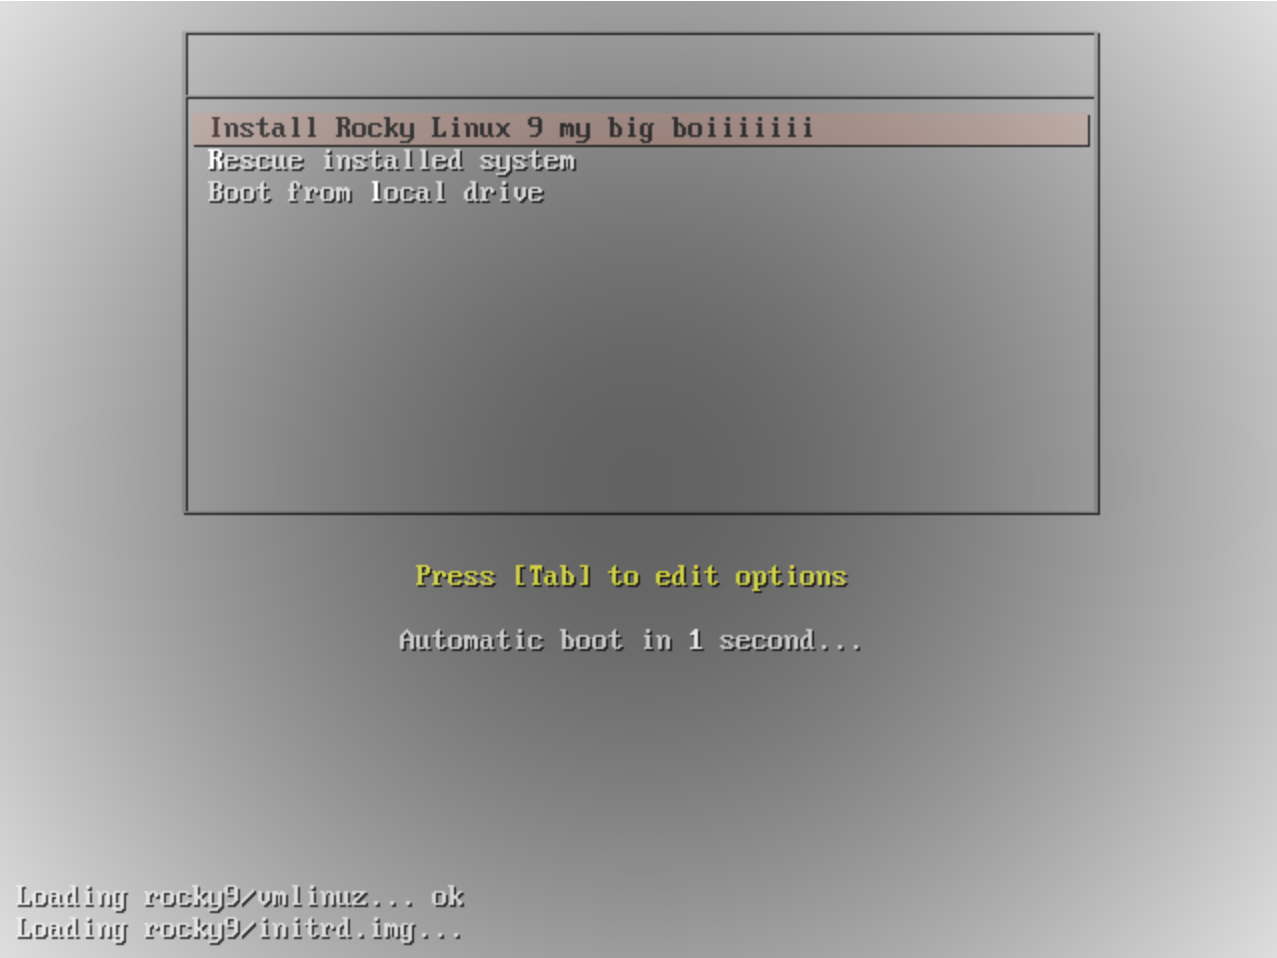 Install Rocky Linux 9 my big boiiiiiii
Rescue installed system
Boot from local drive
Press [Tab] to edit options
Automatic boot in 1 second...
Loading rocky9/vmlinuz... ok
Loading rocky9/initrd.img...